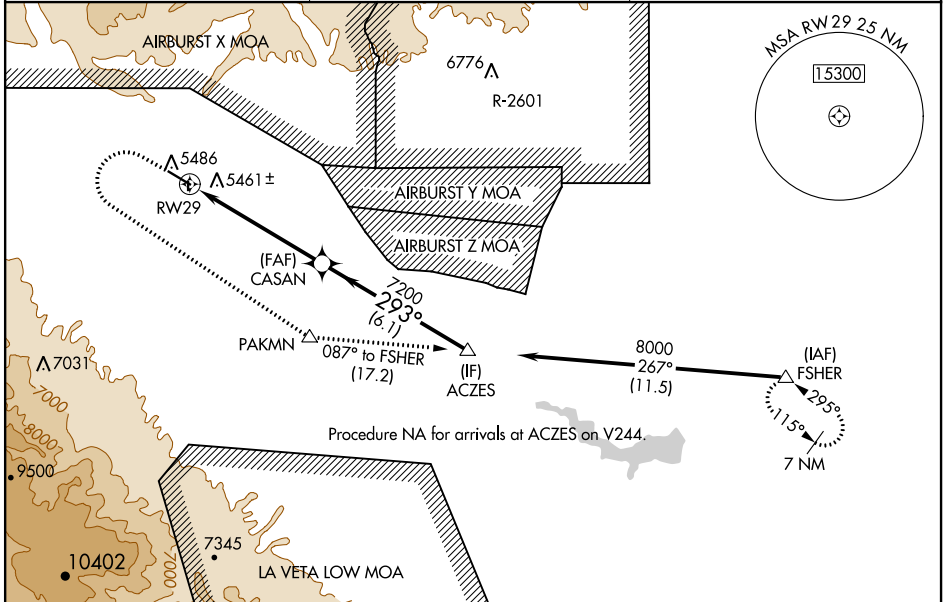 AIRBURST X MOA
6776
R-2601
MSA RW 29 25 NM
15300
5486
5461±
RW29
AIRBURST Y MOA
AIRBURST Z MOA
(FAF)
CASAN
7200
293°
(6.1)
PAKMN
087° to FSHER
(17.2)
(IF)
ACZES
8000
267°
(11.5)
(IAF)
FSHER
295°
115°
7 NM
7031
7000
8000
Procedure NA for arrivals at ACZES on V244.
9500
10402
7000
7345
LA VETA LOW MOA